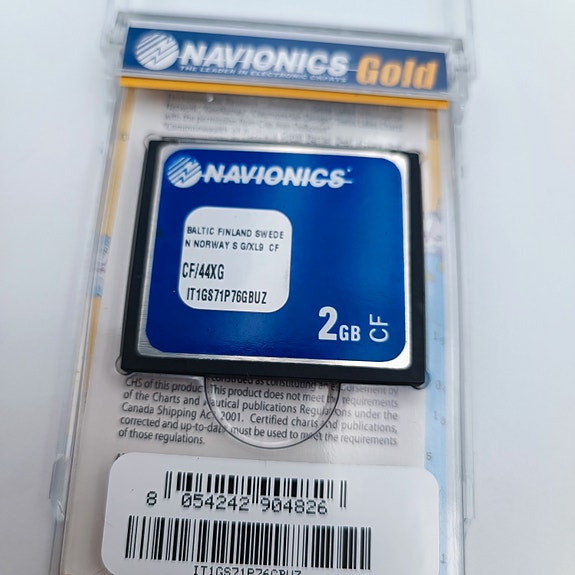 NAVIONICS Gold
THE LEADER IN ELECTRONIC CHARTS
NAVIONICS
BALTIC FINLAND SWEDE
N NORWAY S G/XL9 CF
CF/44XG
IT1GS71P76GBUZ
2GB CF
CHS of this product
This product does not meet the requirements
of the Charts and Nautical publications Regulations under the
Canada Shipping Act, 2001. Certified charts and publications,
corrected and up-to-date must be used to meet the requirements
of those regulations.
8 054242 904826
IT1GS71P76GBUZ